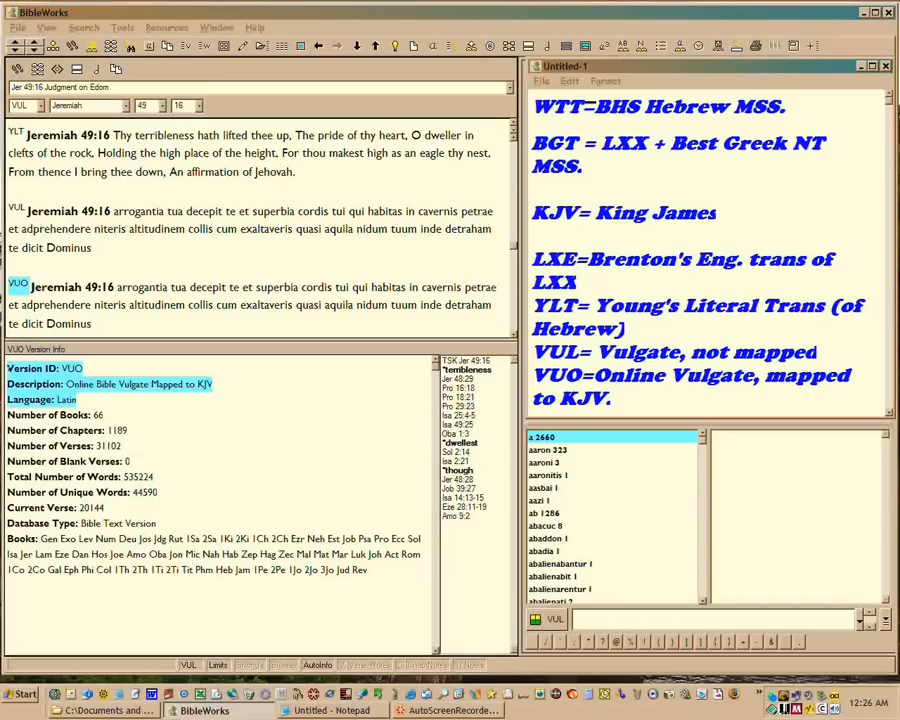 BibleWorks
File View Search Tools Resources Window Help
Jer 49:16 Judgment on Edom
VUL Jeremiah 49 16
YLT Jeremiah 49:16 Thy terribleness hath lifted thee up, The pride of thy heart, O dweller in
clefts of the rock, Holding the high place of the height, For thou makest high as an eagle thy nest,
From thence I bring thee down, An affirmation of Jehovah.
VUL Jeremiah 49:16 arrogantia tua decepit te et superbia cordis tui qui habitas in cavernis petrae
et adprehendere niteris altitudinem collis cum exaltaveris quasi aquila nidum tuum inde detraham
te dicit Dominus
VUO Jeremiah 49:16 arrogantia tua decepit te et superbia cordis tui qui habitas in cavernis petrae
et adprehendere niteris altitudinem collis cum exaltaveris quasi aquila nidum tuum inde detraham
te dicit Dominus
VUO Version Info
Version ID: VUO
Description: Online Bible Vulgate Mapped to KJV
Language: Latin
Number of Books: 66
Number of Chapters: 1189
Number of Verses: 31102
Number of Blank Verses: 0
Total Number of Words: 535224
Number of Unique Words: 44590
Current Verse: 20144
Database Type: Bible Text Version
Books: Gen Exo Lev Num Deu Jos Jdg Rut 1Sa 2Sa 1Ki 2Ki 1Ch 2Ch Ezr Neh Est Job Psa Pro Ecc Sol
Isa Jer Lam Eze Dan Hos Joe Amo Oba Jon Mic Nah Hab Zep Hag Zec Mal Mat Mar Luk Joh Act Rom
1Co 2Co Gal Eph Phi Col 1Th 2Th 1Ti 2Ti Tit Phm Heb Jam 1Pe 2Pe 1Jo 2Jo 3Jo Jud Rev
TSK Jer 49:16
*terribleness
Jer 48:29
Pro 16:18
Pro 18:21
Pro 29:23
Isa 25:4-5
Isa 49:25
Oba 1:3
*dwellest
Sol 2:14
Isa 2:21
*though
Jer 48:28
Job 39:27
Isa 14:13-15
Eze 28:11-19
Amo 9:2
VUL Limits AutoInfo
Untitled-1
File Edit Format
WTT=BHS Hebrew MSS.
BGT = LXX + Best Greek NT
MSS.
KJV= King James
LXE=Brenton's Eng. trans of
LXX
YLT= Young's Literal Trans (of
Hebrew)
VUL= Vulgate, not mapped
VUO=Online Vulgate, mapped
to KJV.
a 2660
aaron 323
aaroni 3
aaronitis 1
aasbai 1
aazi 1
ab 1286
abacuc 8
abaddon 1
abadia 1
abalienabantur 1
abalienabit 1
abalienarentur 1
abalienati 2
VUL
Start
C:\Documents and ...
BibleWorks
Untitled - Notepad
AutoScreenRecorde...
12:26 AM